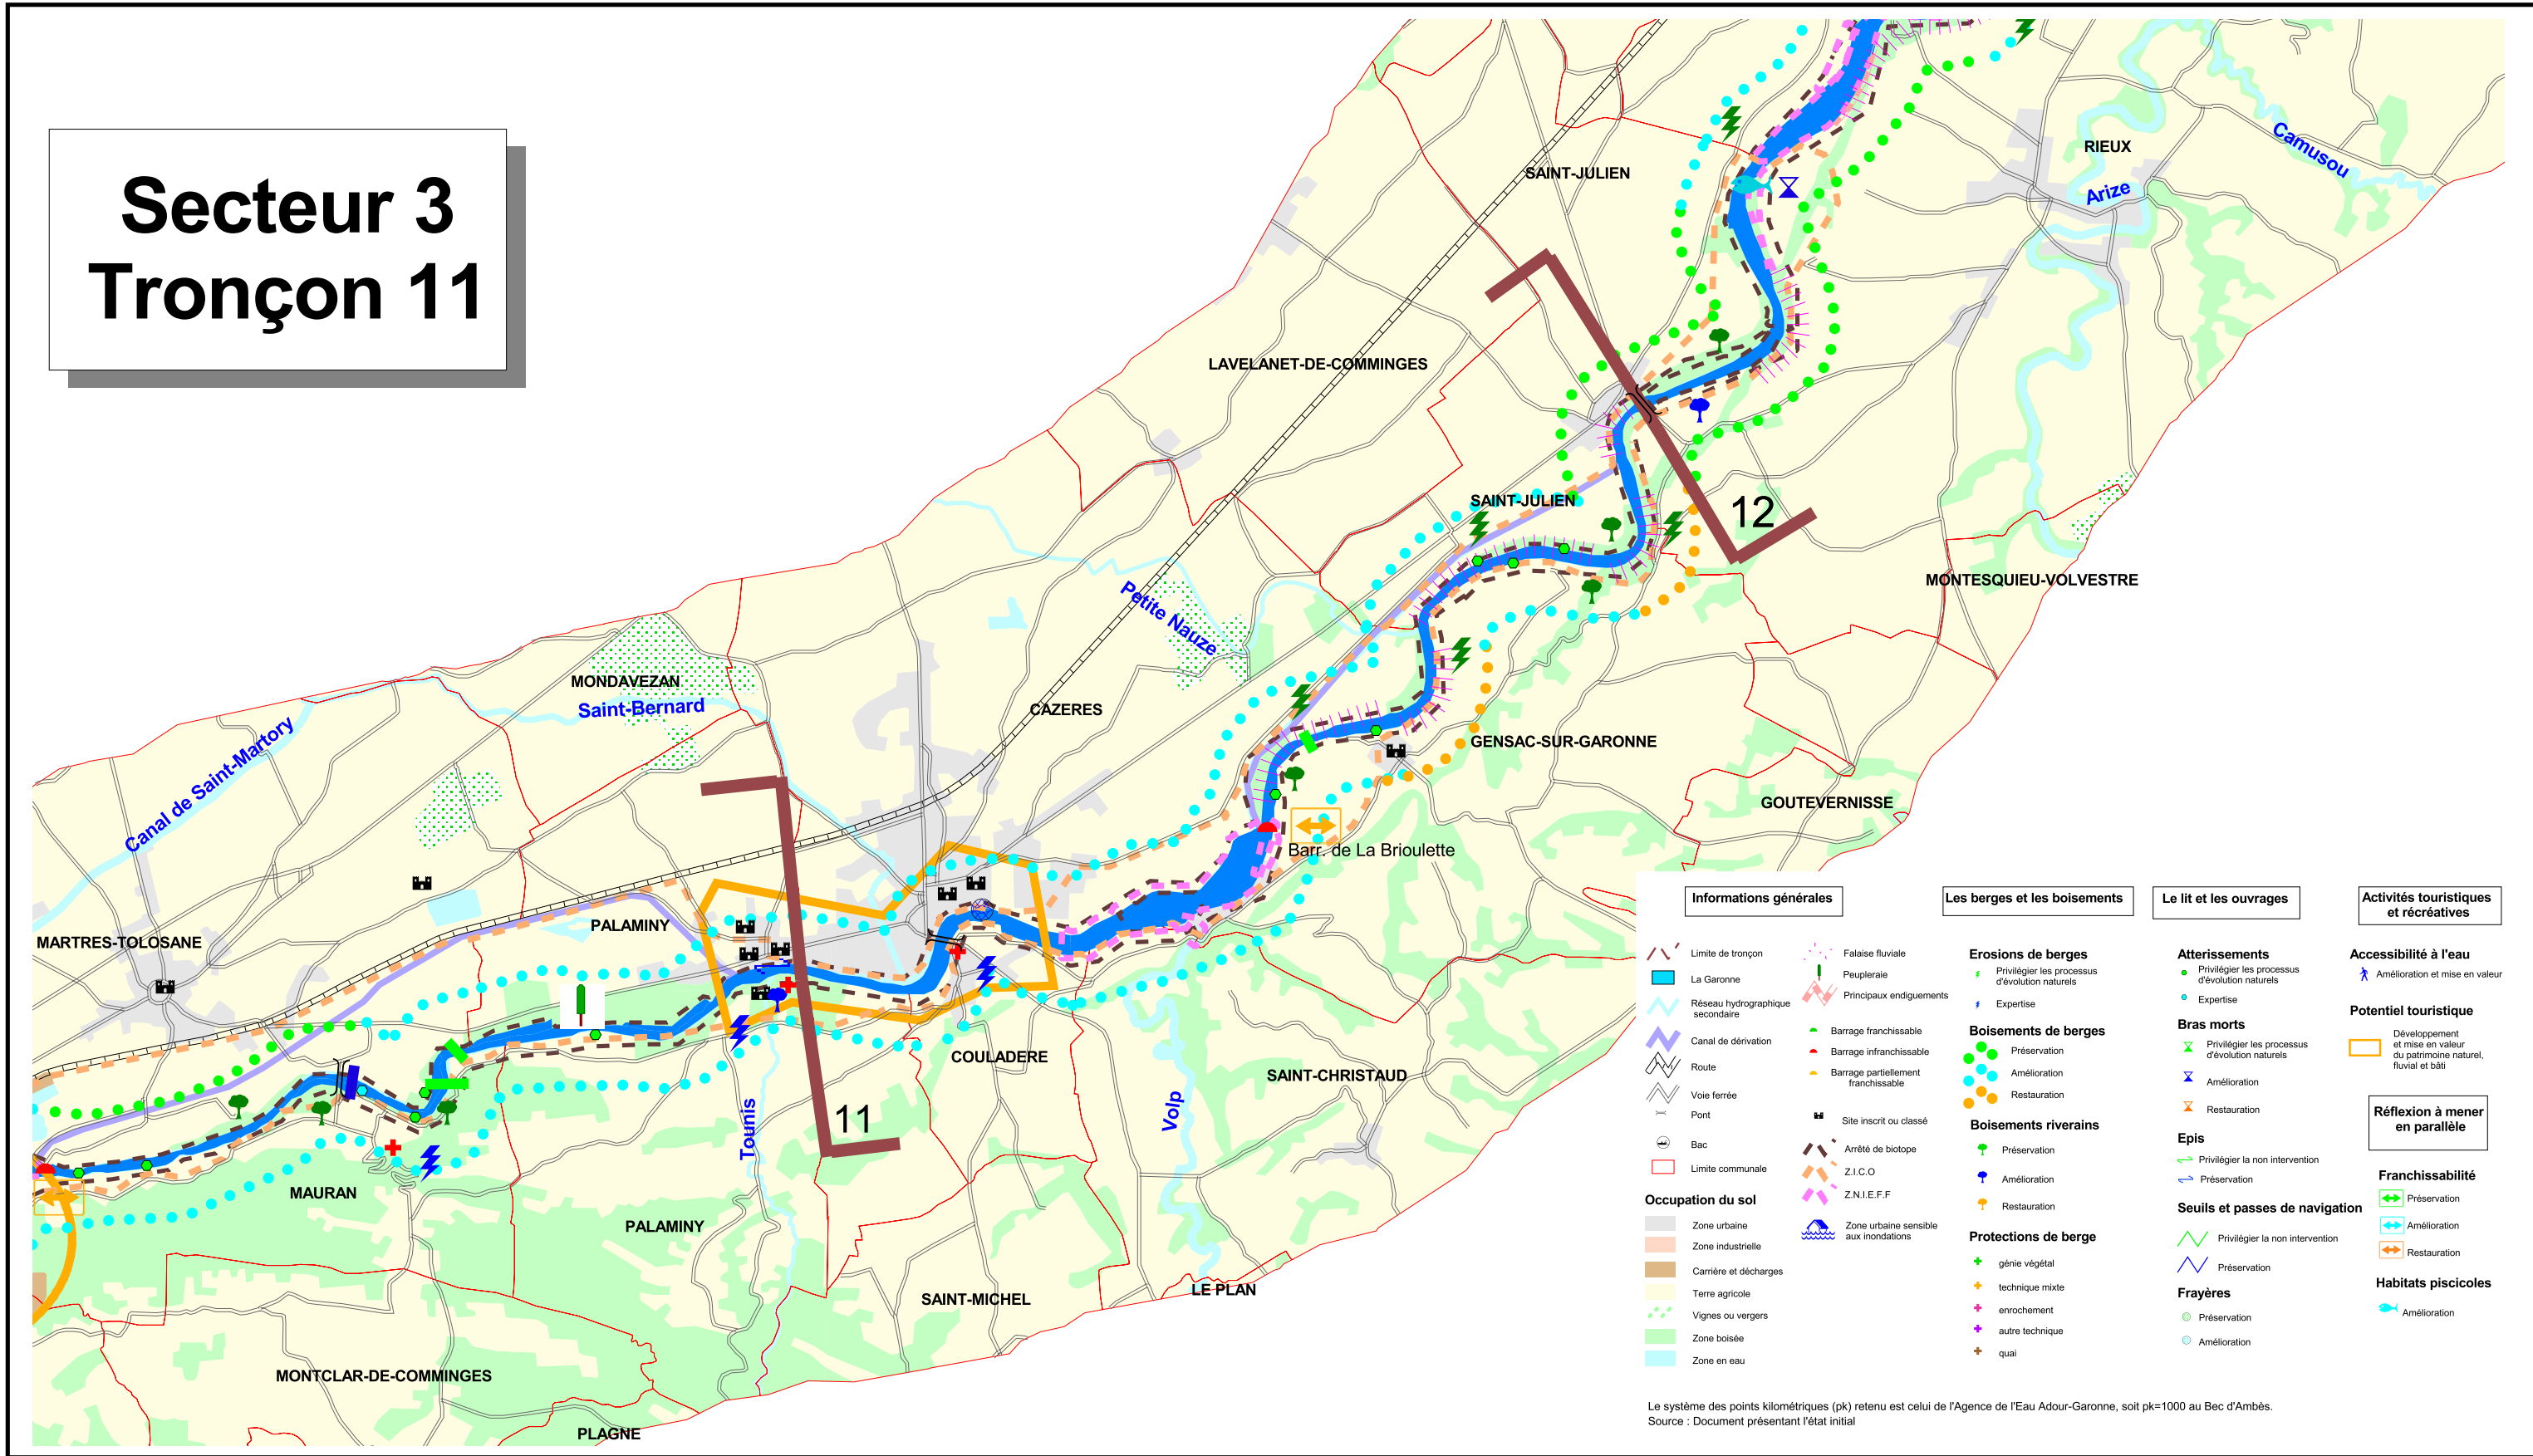 Secteur 3
Tronçon 11
SAINT-JULIEN
RIEUX
Camusou
Arize
LAVELANET-DE-COMMINGES
SAINT-JULIEN
12
MONTESQUIEU-VOLVESTRE
Petite Nauze
MONDAVEZAN
Saint-Bernard
CAZERES
Canal de Saint-Martory
GENSAC-SUR-GARONNE
GOUTEVERNISSE
Barr. de La Brioulette
PALAMINY
MARTRES-TOLOSANE
COULADERE
SAINT-CHRISTAUD
Volp
Tounis
11
MAURAN
PALAMINY
SAINT-MICHEL
LE PLAN
MONTCLAR-DE-COMMINGES
PLAGNE
Informations générales
Limite de tronçon
La Garonne
Réseau hydrographique
secondaire
Canal de dérivation
Route
Voie ferrée
Pont
Bac
Limite communale
Occupation du sol
Zone urbaine
Zone industrielle
Carrière et décharges
Terre agricole
Vignes ou vergers
Zone boisée
Zone en eau
Falaise fluviale
Peupleraie
Principaux endiguements
Barrage franchissable
Barrage infranchissable
Barrage partiellement
franchissable
Site inscrit ou classé
Arrêté de biotope
Z.I.C.O
Z.N.I.E.F.F
Zone urbaine sensible
aux inondations
Les berges et les boisements
Erosions de berges
Privilégier les processus
d'évolution naturels
Expertise
Boisements de berges
Préservation
Amélioration
Restauration
Boisements riverains
Préservation
Amélioration
Restauration
Protections de berge
génie végétal
technique mixte
enrochement
autre technique
quai
Le lit et les ouvrages
Atterissements
Privilégier les processus
d'évolution naturels
Expertise
Bras morts
Privilégier les processus
d'évolution naturels
Amélioration
Restauration
Epis
Privilégier la non intervention
Préservation
Seuils et passes de navigation
Privilégier la non intervention
Préservation
Frayères
Préservation
Amélioration
Activités touristiques
et récréatives
Accessibilité à l'eau
Amélioration et mise en valeur
Potentiel touristique
Développement
et mise en valeur
du patrimoine naturel,
fluvial et bâti
Réflexion à mener
en parallèle
Franchissabilité
Préservation
Amélioration
Restauration
Habitats piscicoles
Amélioration
Le système des points kilométriques (pk) retenu est celui de l'Agence de l'Eau Adour-Garonne, soit pk=1000 au Bec d'Ambès.
Source : Document présentant l'état initial